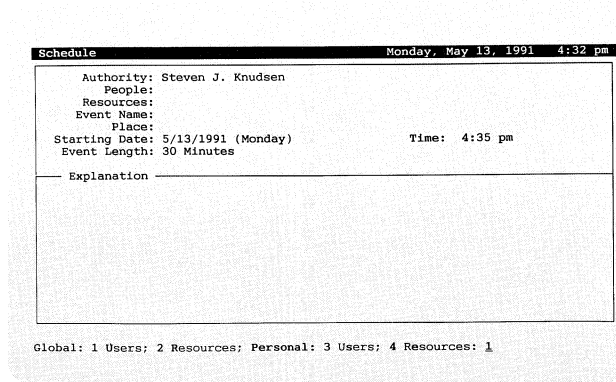 Schedule Monday, May 13, 1991 4:32 pm
Authority: Steven J. Knudsen
People:
Resources:
Event Name:
Place:
Starting Date: 5/13/1991 (Monday) Time: 4:35 pm
Event Length: 30 Minutes
Explanation
Global: 1 Users; 2 Resources; Personal: 3 Users; 4 Resources: 1